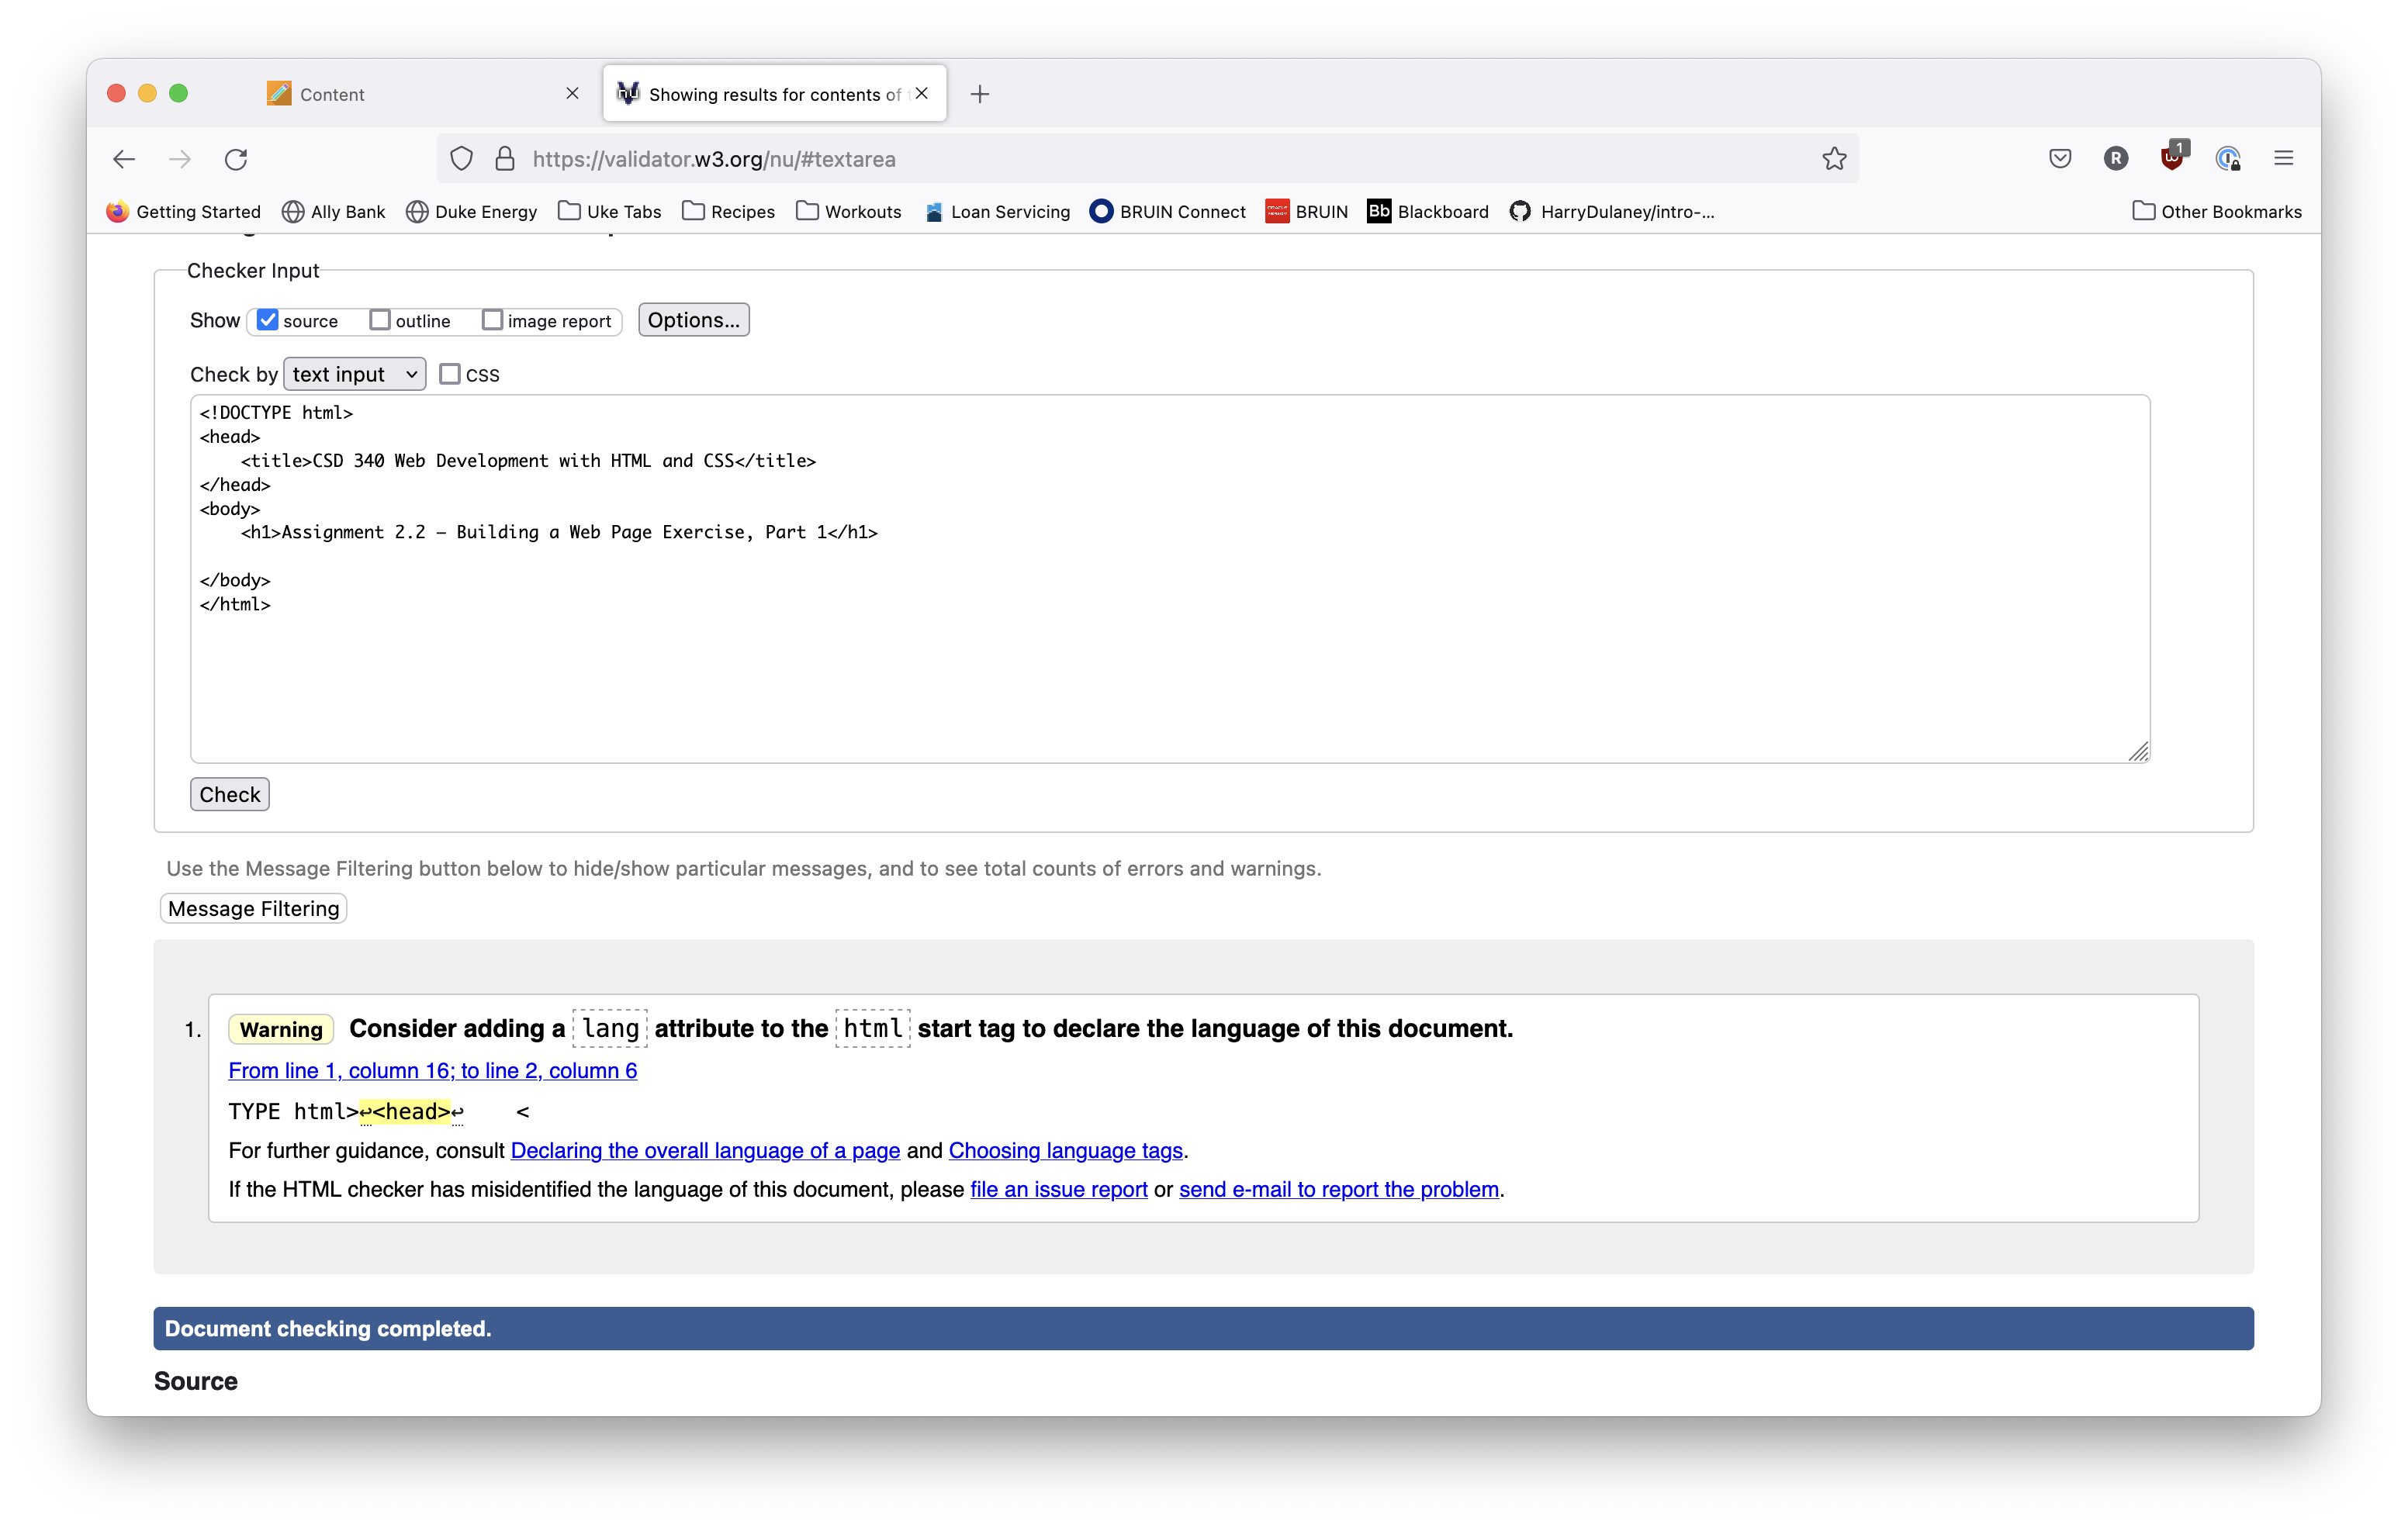 Content
Showing results for contents of t
https://validator.w3.org/nu/#textarea
R
1
Getting Started
Ally Bank
Duke Energy
Uke Tabs
Recipes
Workouts
Loan Servicing
BRUIN Connect
BRUIN
Bb Blackboard
HarryDulaney/intro-...
Other Bookmarks
Checker Input
Show source outline image report Options...
Check by text input CSS
<!DOCTYPE html>
<head>
    <title>CSD 340 Web Development with HTML and CSS</title>
</head>
<body>
    <h1>Assignment 2.2 – Building a Web Page Exercise, Part 1</h1>
</body>
</html>
Check
Use the Message Filtering button below to hide/show particular messages, and to see total counts of errors and warnings.
Message Filtering
1. Warning Consider adding a lang attribute to the html start tag to declare the language of this document.
From line 1, column 16; to line 2, column 6
TYPE html>↩<head>↩    <
For further guidance, consult Declaring the overall language of a page and Choosing language tags.
If the HTML checker has misidentified the language of this document, please file an issue report or send e-mail to report the problem.
Document checking completed.
Source